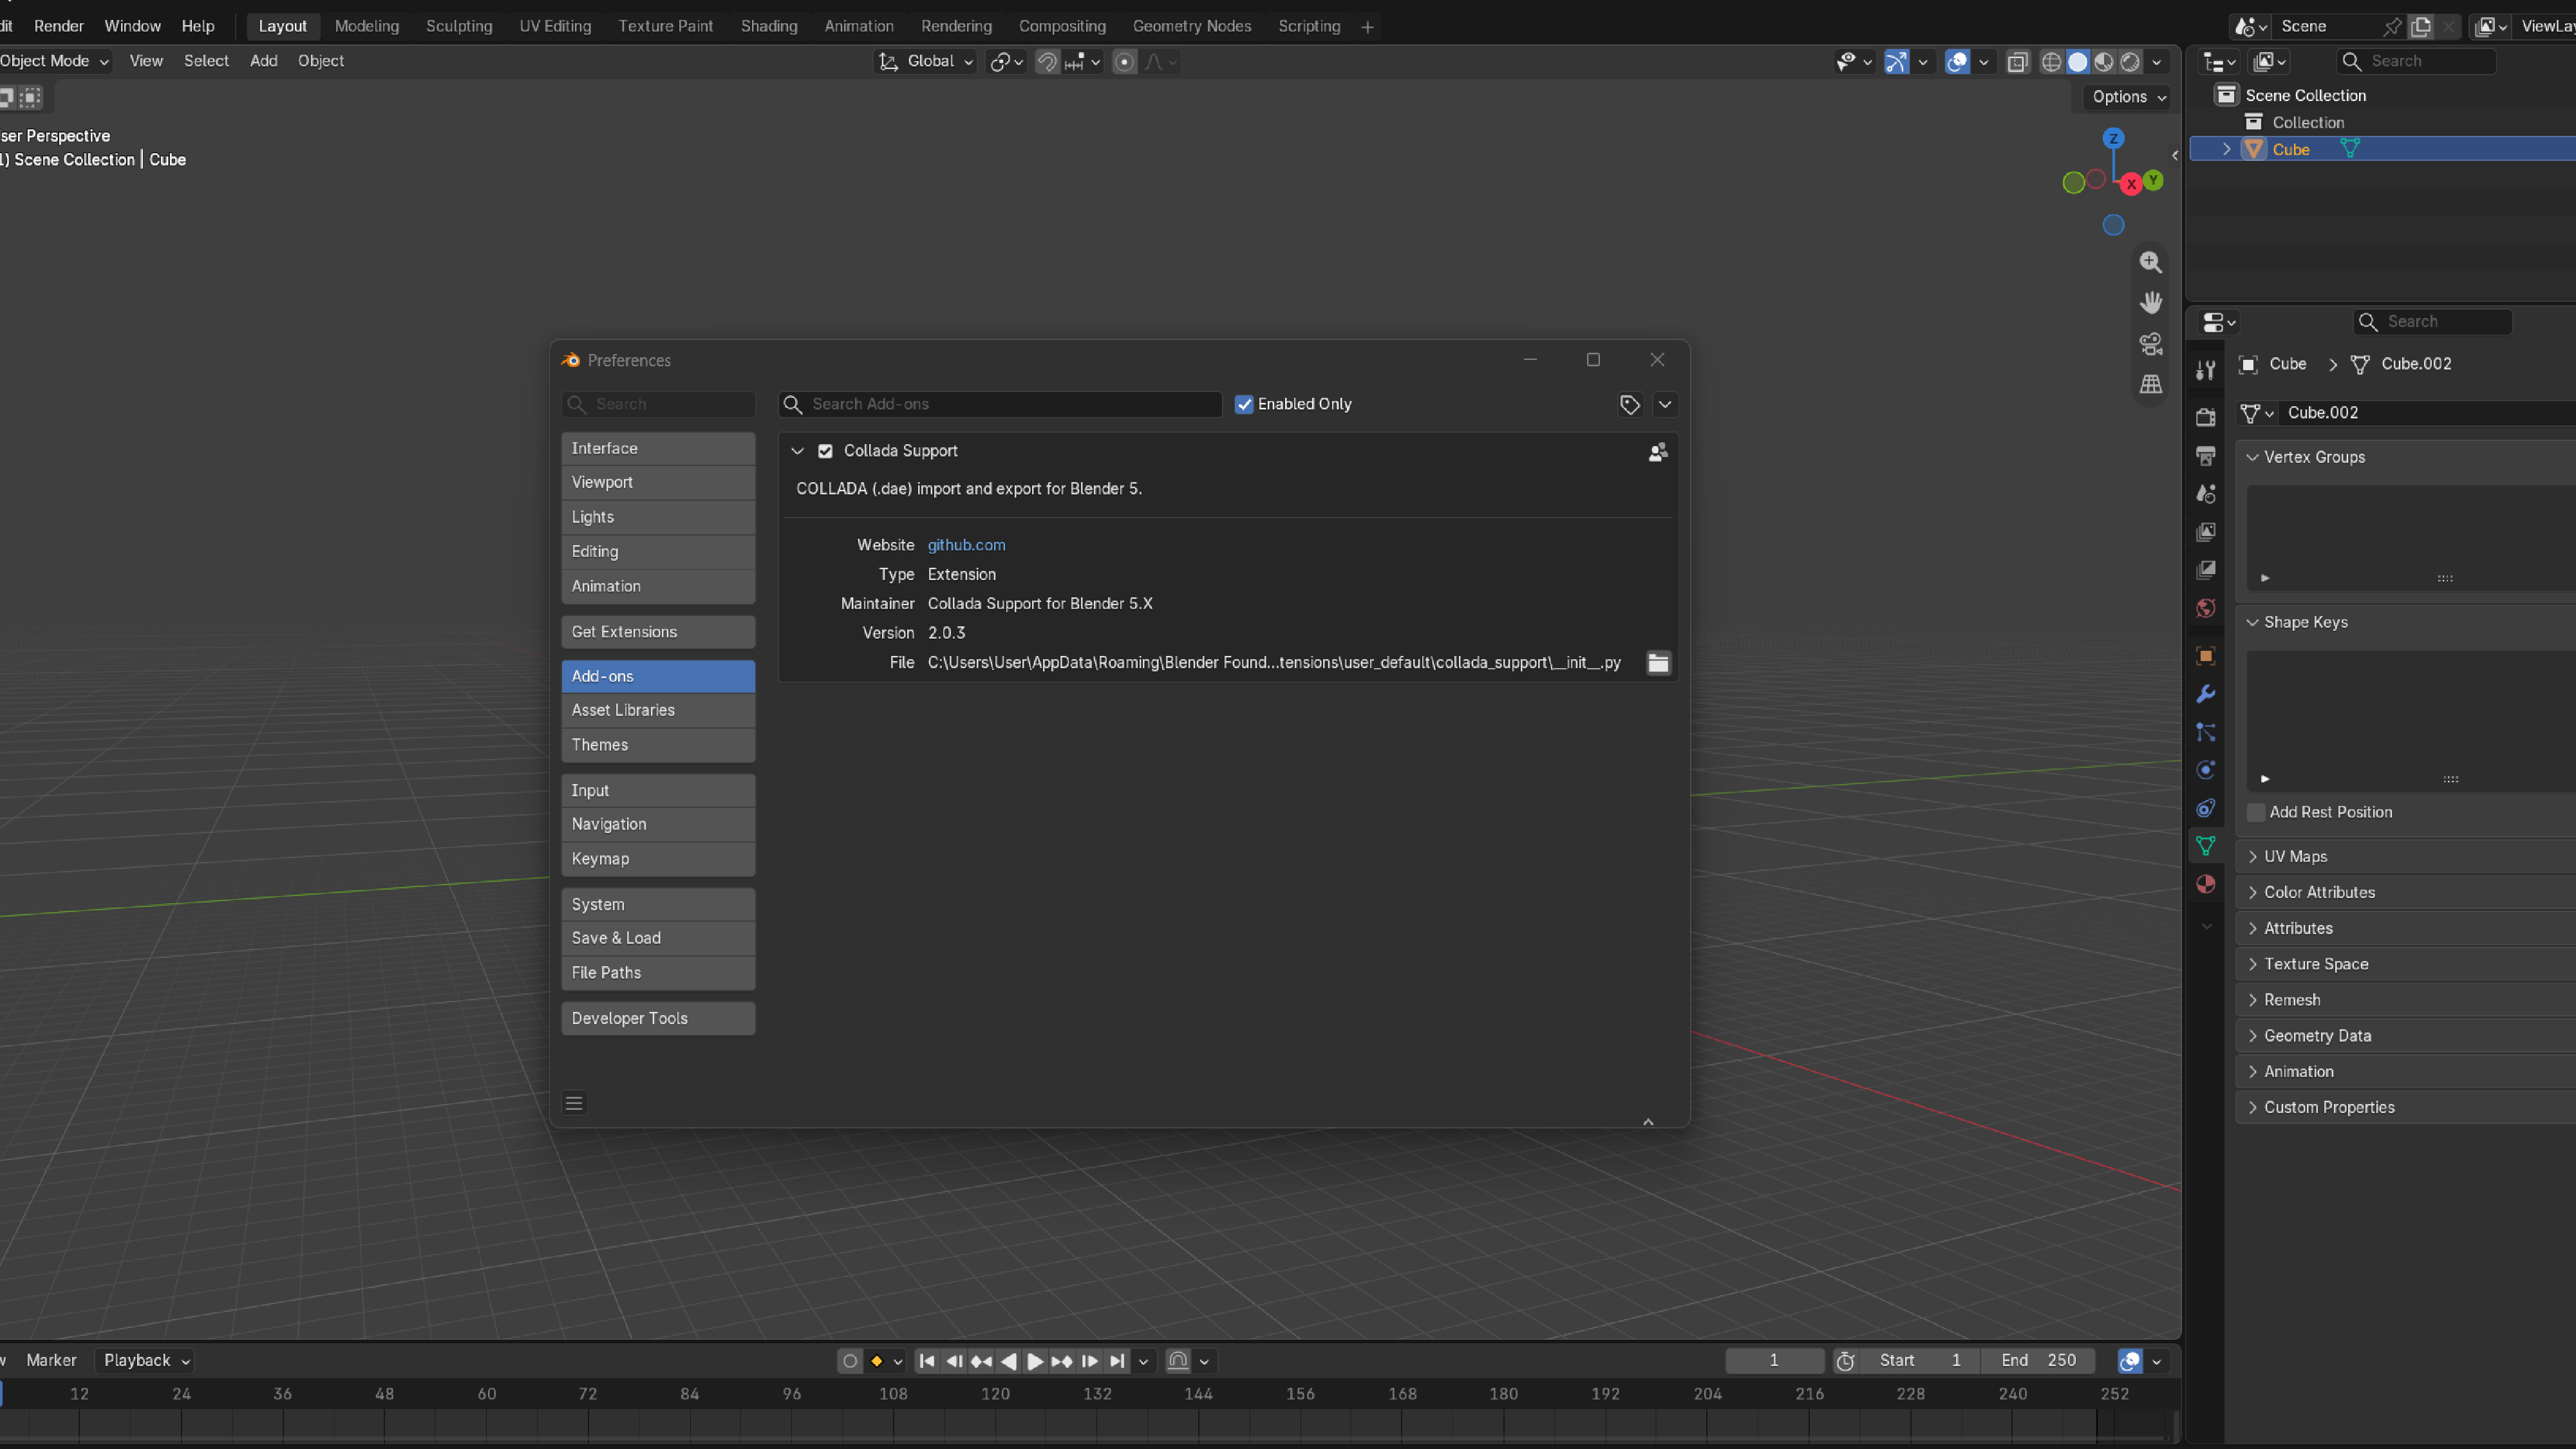 dit Render Window Help Layout Modeling Sculpting UV Editing Texture Paint Shading Animation Rendering Compositing Geometry Nodes Scripting + Scene ViewLay
Object Mode View Select Add Object Global Search
Options
ser Perspective
1) Scene Collection | Cube
Z
X
Y
Scene Collection
Collection
Cube
Search
Cube > Cube.002
Cube.002
Vertex Groups
Shape Keys
Add Rest Position
UV Maps
Color Attributes
Attributes
Texture Space
Remesh
Geometry Data
Animation
Custom Properties
Preferences
Search
Search Add-ons
Enabled Only
Interface
Viewport
Lights
Editing
Animation
Get Extensions
Add-ons
Asset Libraries
Themes
Input
Navigation
Keymap
System
Save & Load
File Paths
Developer Tools
Collada Support
COLLADA (.dae) import and export for Blender 5.
Website github.com
Type Extension
Maintainer Collada Support for Blender 5.X
Version 2.0.3
File C:\Users\User\AppData\Roaming\Blender Found...tensions\user_default\collada_support\__init__.py
Marker Playback 1 Start 1 End 250
12 24 36 48 60 72 84 96 108 120 132 144 156 168 180 192 204 216 228 240 252